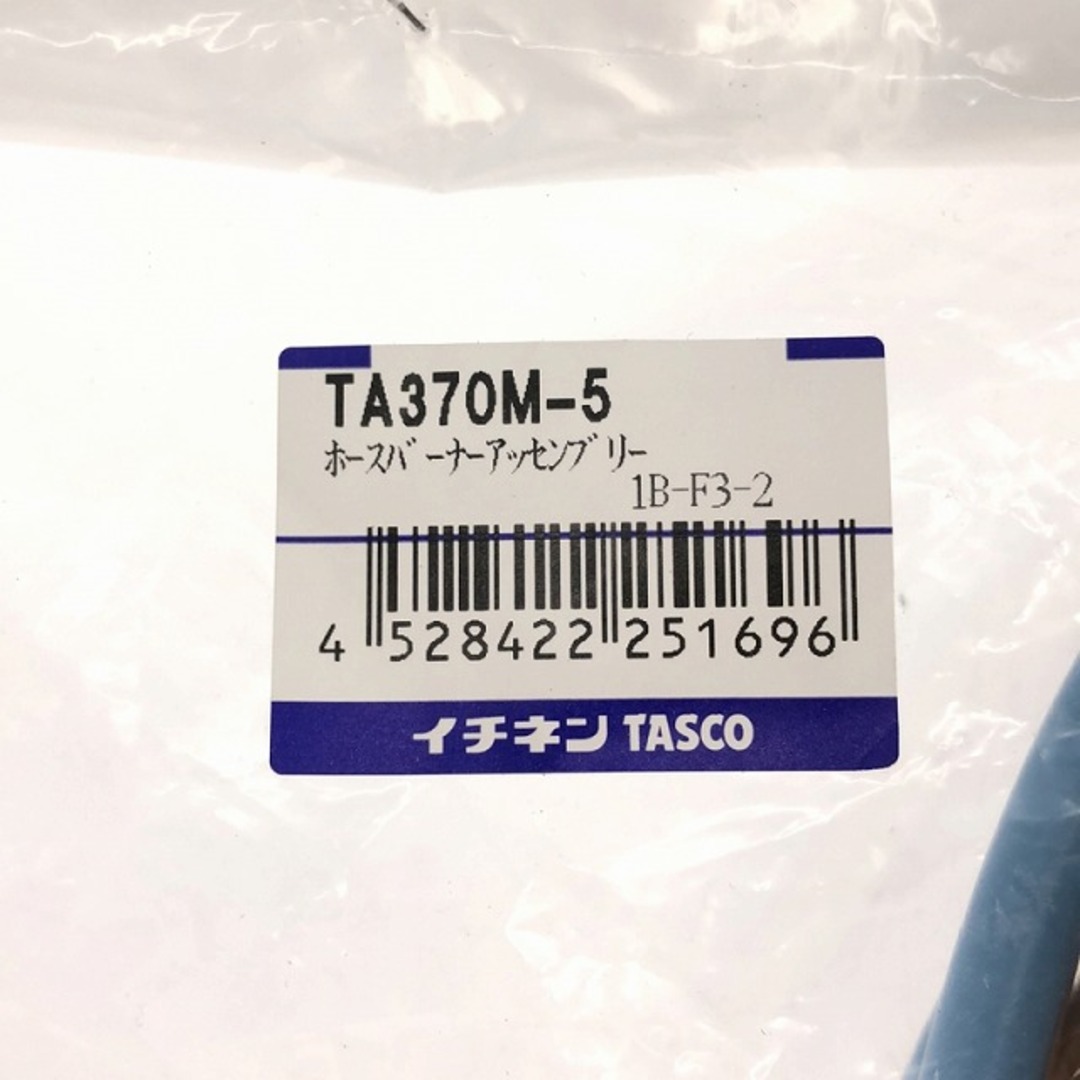 TA370M-5
ホースバーナーアッセンブリー
1B-F3-2
4 528422 251696
イチネン TASCO